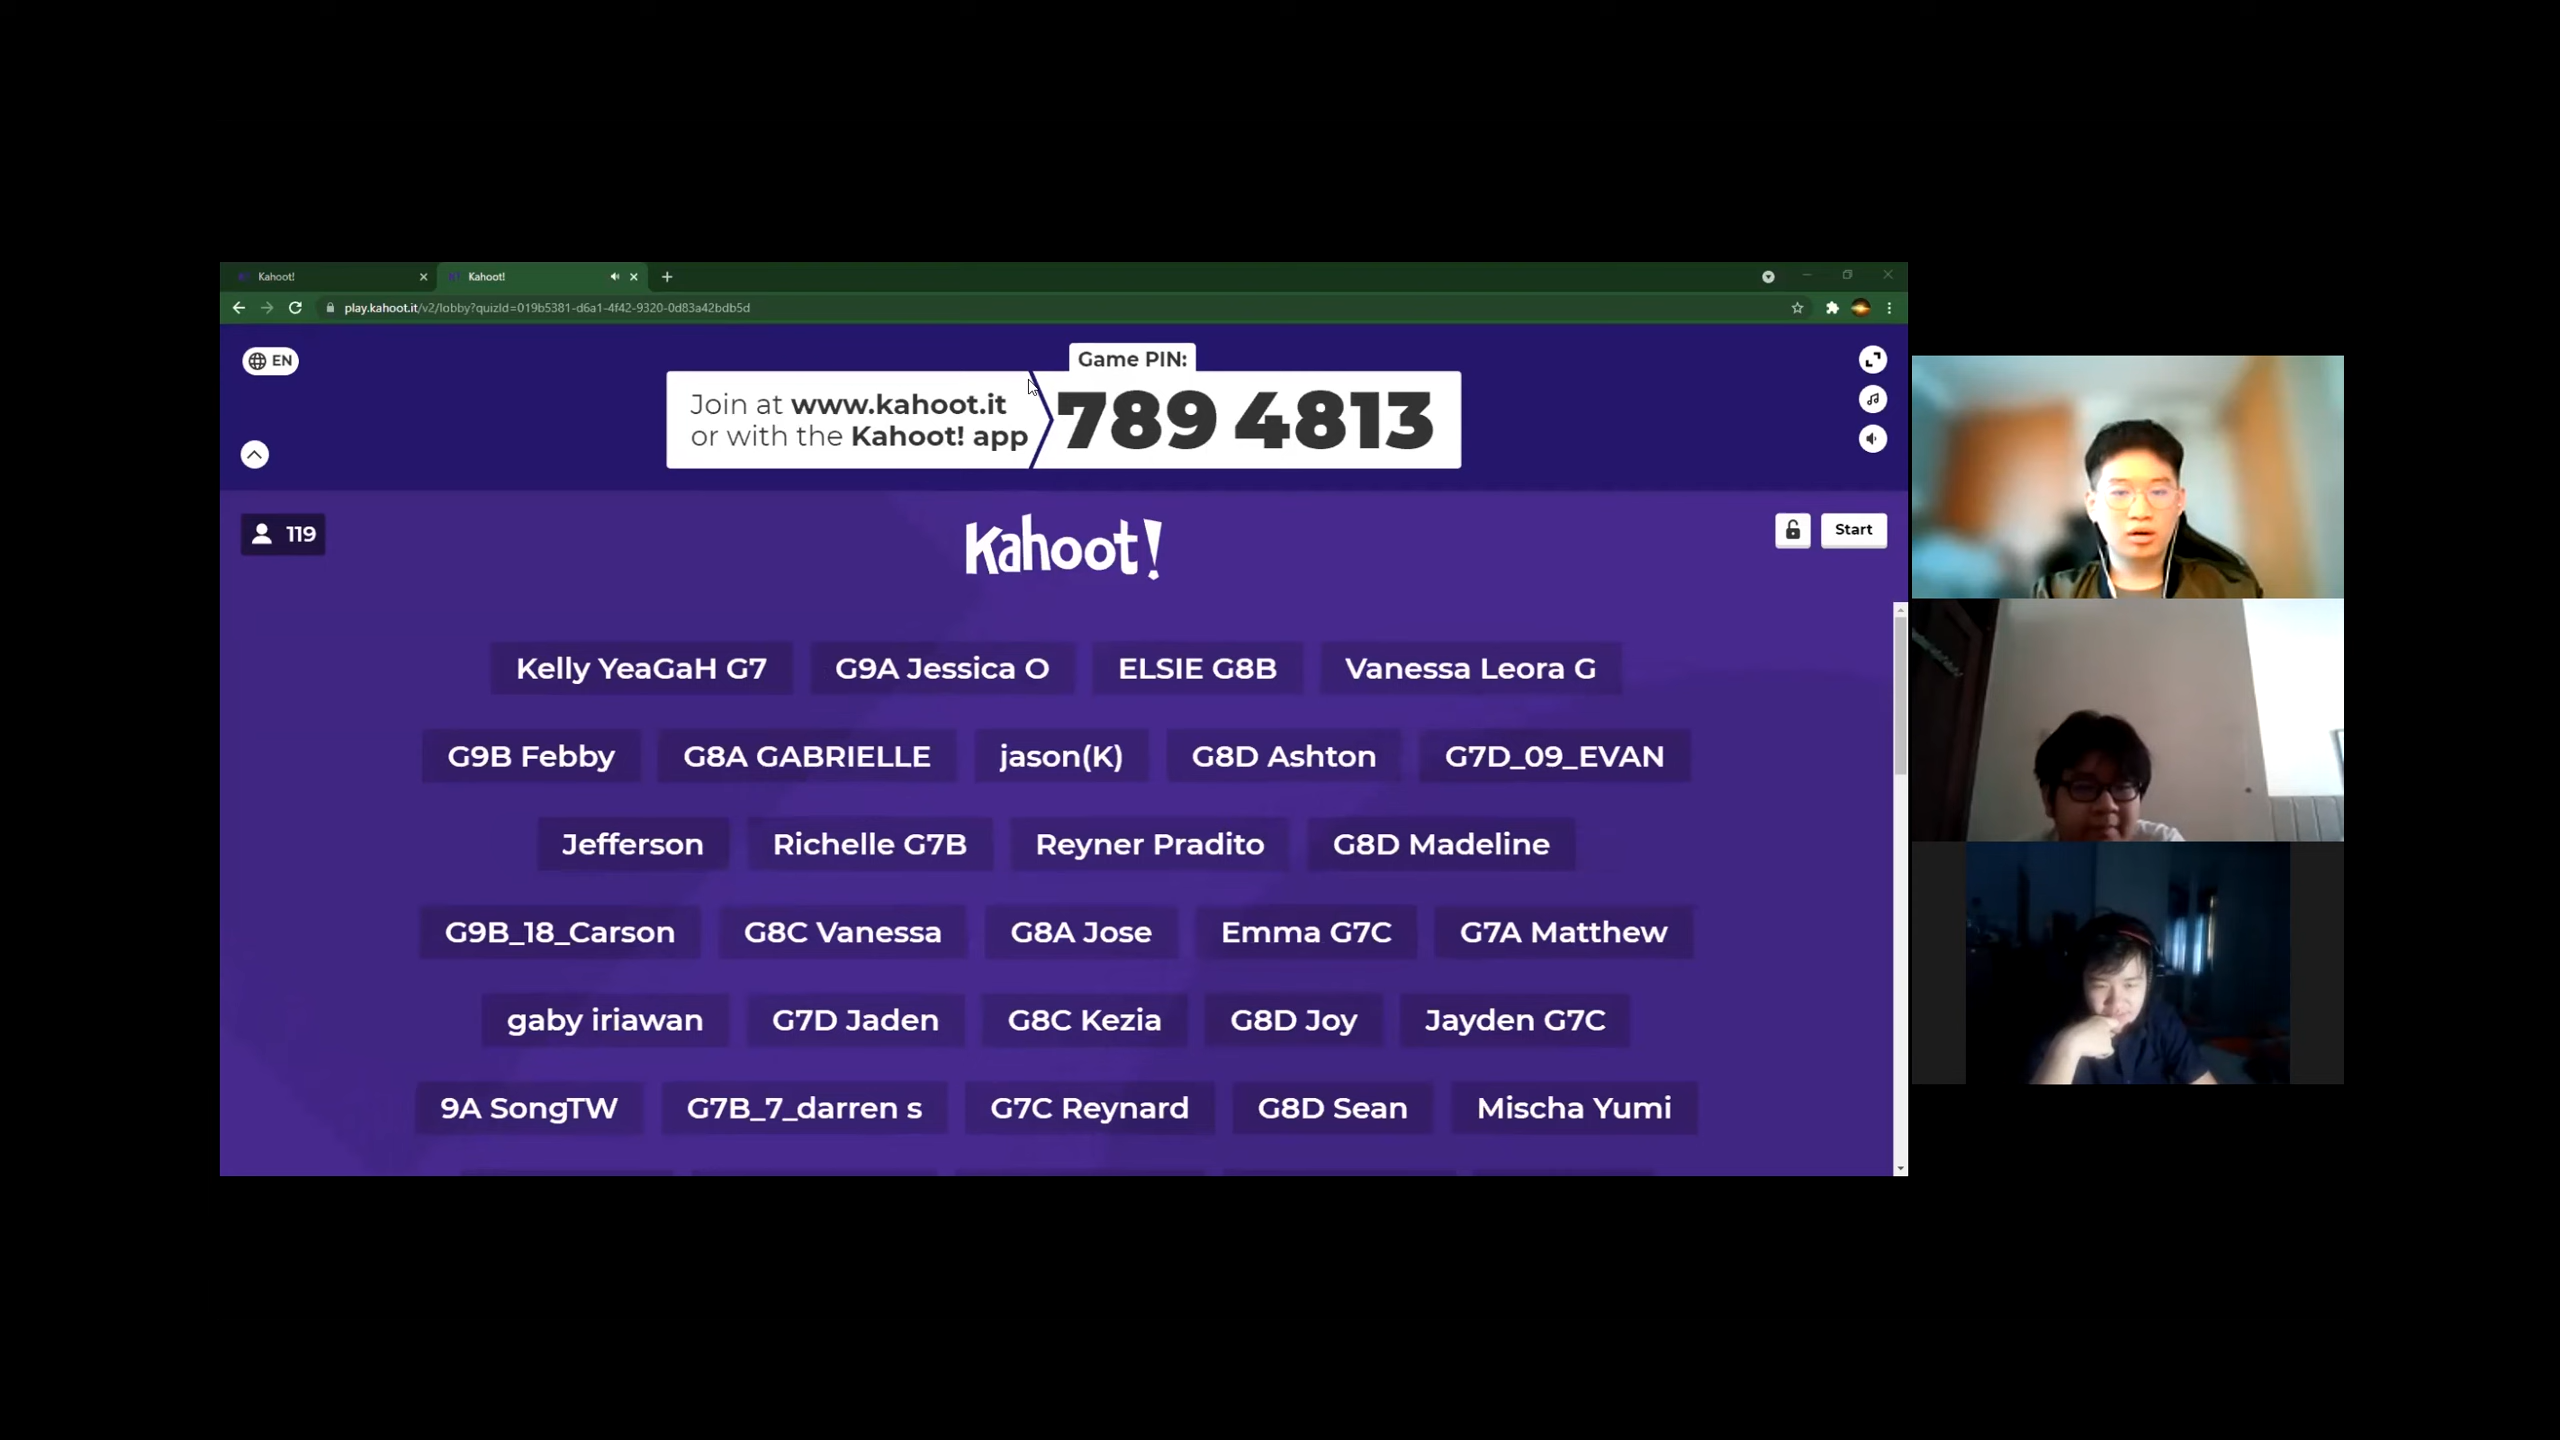 Kahoot!
Kahoot!
play.kahoot.it/v2/lobby?quizId=019b5381-d6a1-4f42-9320-0d83a42bdb5d
EN
Game PIN:
Join at www.kahoot.it
or with the Kahoot! app
789 4813
119
Kahoot!
Start
Kelly YeaGaH G7 G9A Jessica O ELSIE G8B Vanessa Leora G
G9B Febby G8A GABRIELLE jason(K) G8D Ashton G7D_09_EVAN
Jefferson Richelle G7B Reyner Pradito G8D Madeline
G9B_18_Carson G8C Vanessa G8A Jose Emma G7C G7A Matthew
gaby iriawan G7D Jaden G8C Kezia G8D Joy Jayden G7C
9A SongTW G7B_7_darren s G7C Reynard G8D Sean Mischa Yumi